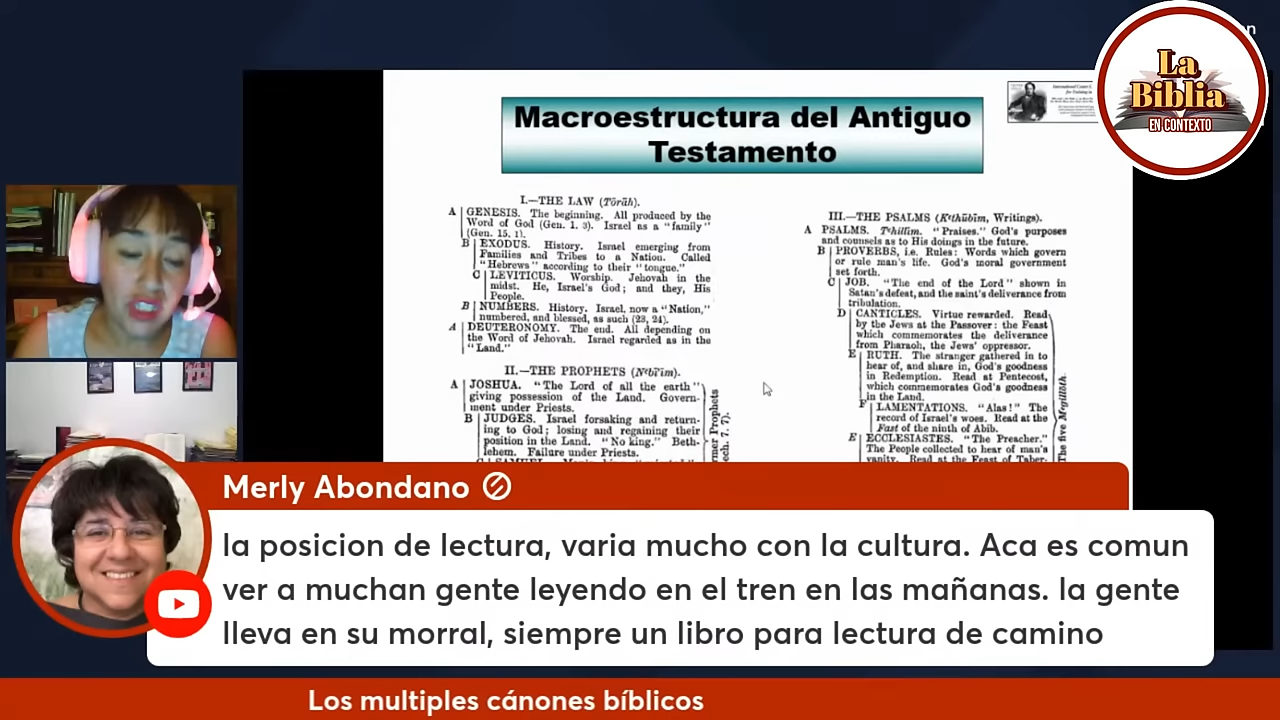 La
Biblia
EN CONTEXTO
Macroestructura del Antiguo
Testamento
I.—THE LAW (Tōrāh).
A | GENESIS. The beginning. All produced by the
Word of God (Gen. 1. 3). Israel as a "family"
(Gen. 15. 1).
B | EXODUS. History. Israel emerging from
Families and Tribes to a Nation. Called
"Hebrews" according to their "tongue."
C | LEVITICUS. Worship. Jehovah in the
midst. He, Israel's God; and they, His
People.
B | NUMBERS. History. Israel, now a "Nation,"
numbered, and blessed, as such (23, 24).
A | DEUTERONOMY. The end. All depending on
the Word of Jehovah. Israel regarded as in the
"Land."
II.—THE PROPHETS (Nᵉbī'im).
A | JOSHUA. "The Lord of all the earth"
giving possession of the Land. Govern-
ment under Priests.
B | JUDGES. Israel forsaking and return-
ing to God; losing and regaining their
position in the Land. "No king." Beth-
lehem. Failure under Priests.
III.—THE PSALMS (Kᵉthūbīm, Writings).
A PSALMS. Tᵉhillīm. "Praises." God's purposes
and counsels as to His doings in the future.
B | PROVERBS, i.e. Rules: Words which govern
or rule man's life. God's moral government
set forth.
C | JOB. "The end of the Lord" shown in
Satan's defeat, and the saint's deliverance from
tribulation.
D | CANTICLES. Virtue rewarded. Read
by the Jews at the Passover: the Feast
which commemorates the deliverance
from Pharaoh, the Jews' oppressor.
E | RUTH. The stranger gathered in to
hear of, and share in, God's goodness
in Redemption. Read at Pentecost,
which commemorates God's goodness
in the Land.
F | LAMENTATIONS. "Alas!" The
record of Israel's woes. Read at the
Fast of the ninth of Abib.
E | ECCLESIASTES. "The Preacher."
The People collected to hear of man's
vanity. Read at the Feast of Taber-
The five Megillōth.
Merly Abondano
la posicion de lectura, varia mucho con la cultura. Aca es comun
ver a muchan gente leyendo en el tren en las mañanas. la gente
lleva en su morral, siempre un libro para lectura de camino
Los multiples cánones bíblicos